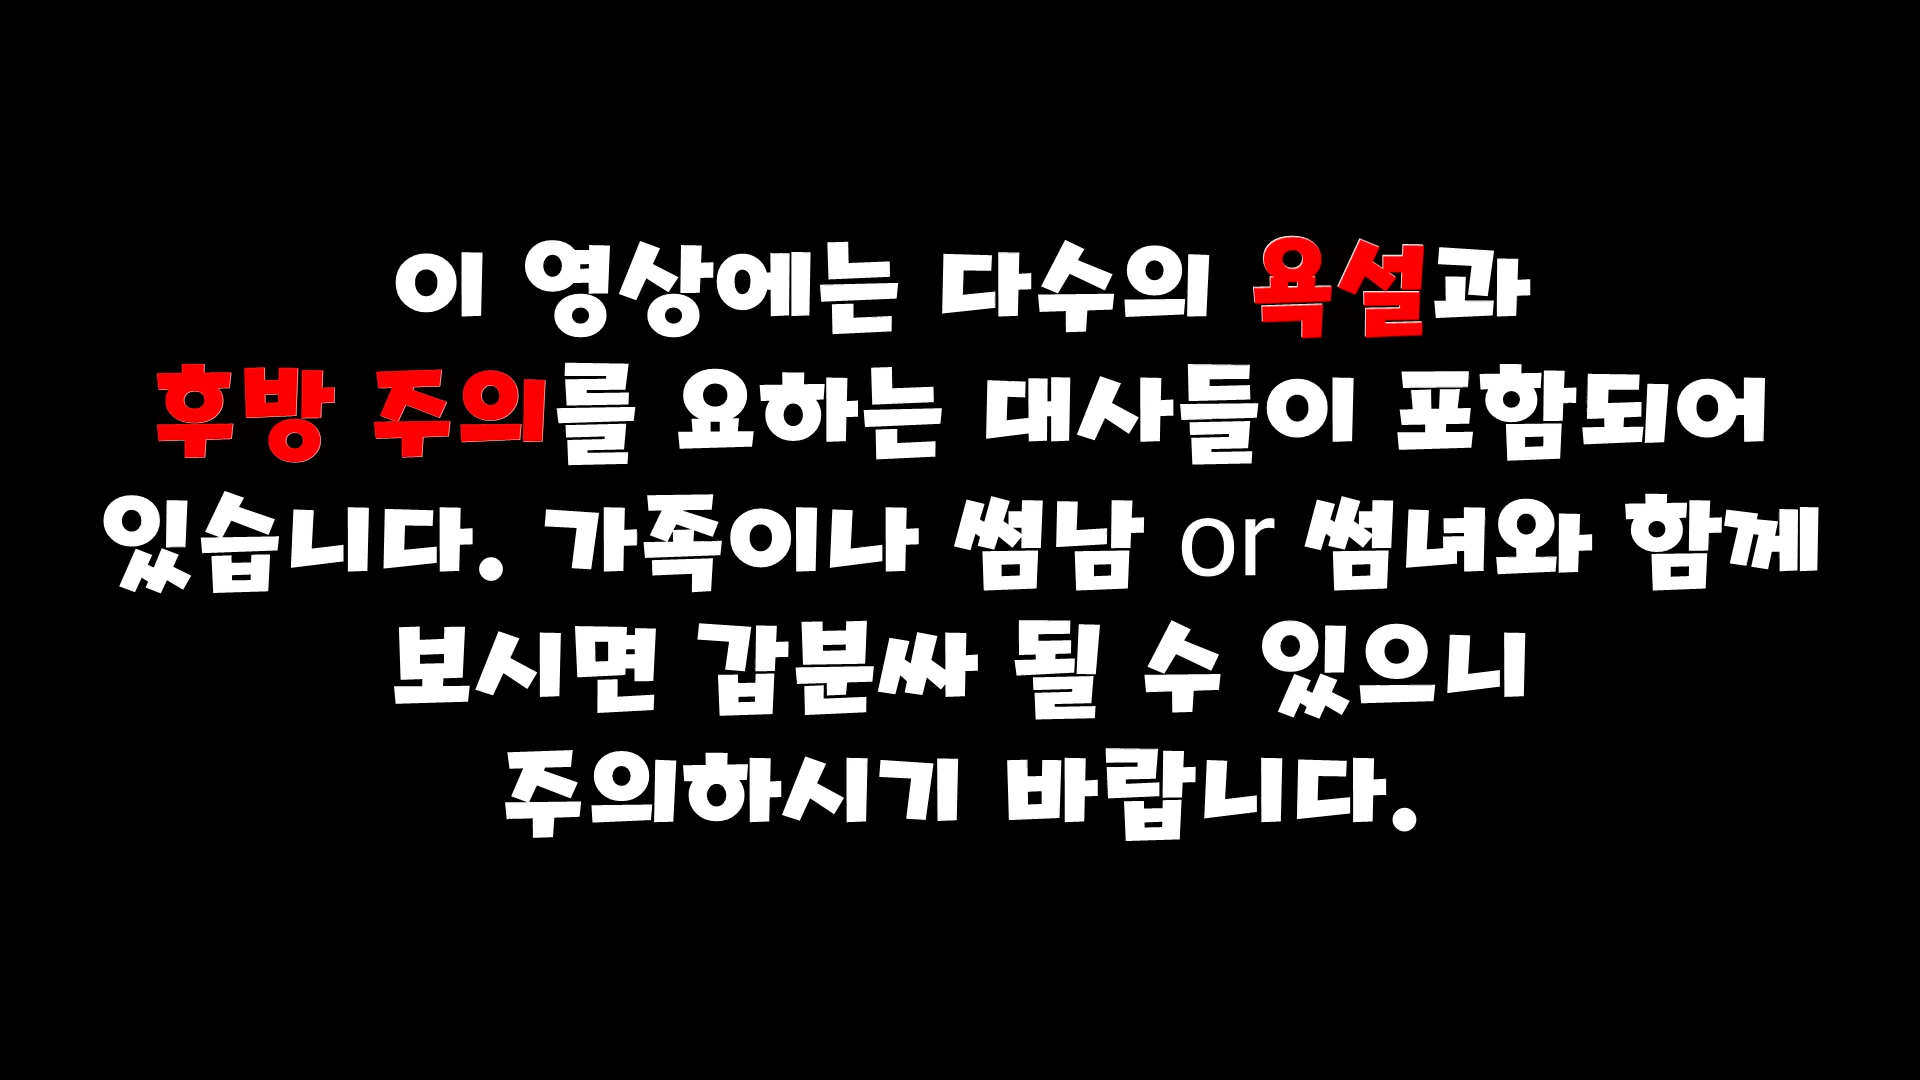 이 영상에는 다수의 욕설과
후방 주의를 요하는 대사들이 포함되어
있습니다. 가족이나 썸남 or 썸녀와 함께
보시면 갑분싸 될 수 있으니
주의하시기 바랍니다.